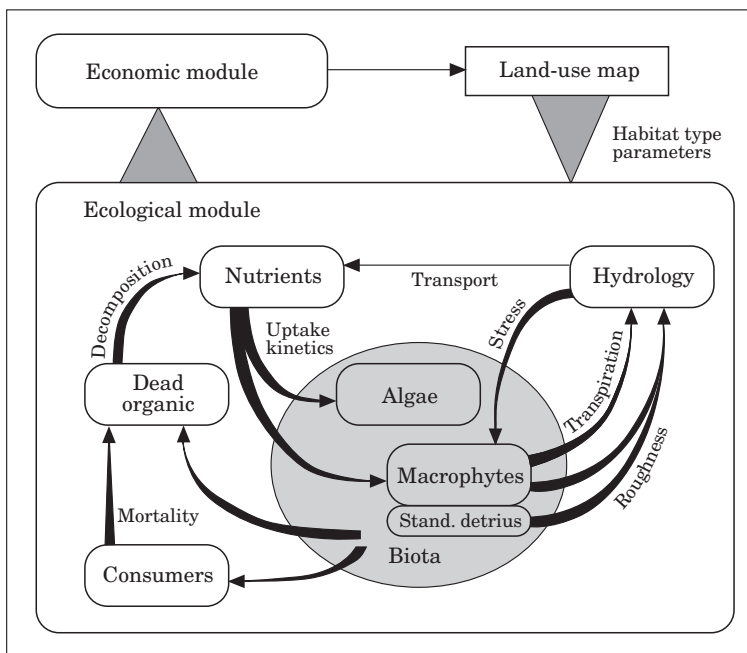 Economic module
Land-use map
Habitat type
parameters
Ecological module
Decomposition
Nutrients
Transport
Hydrology
Uptake
kinetics
Stress
Dead
organic
Algae
Transpiration
Macrophytes
Roughness
Mortality
Stand. detrius
Biota
Consumers